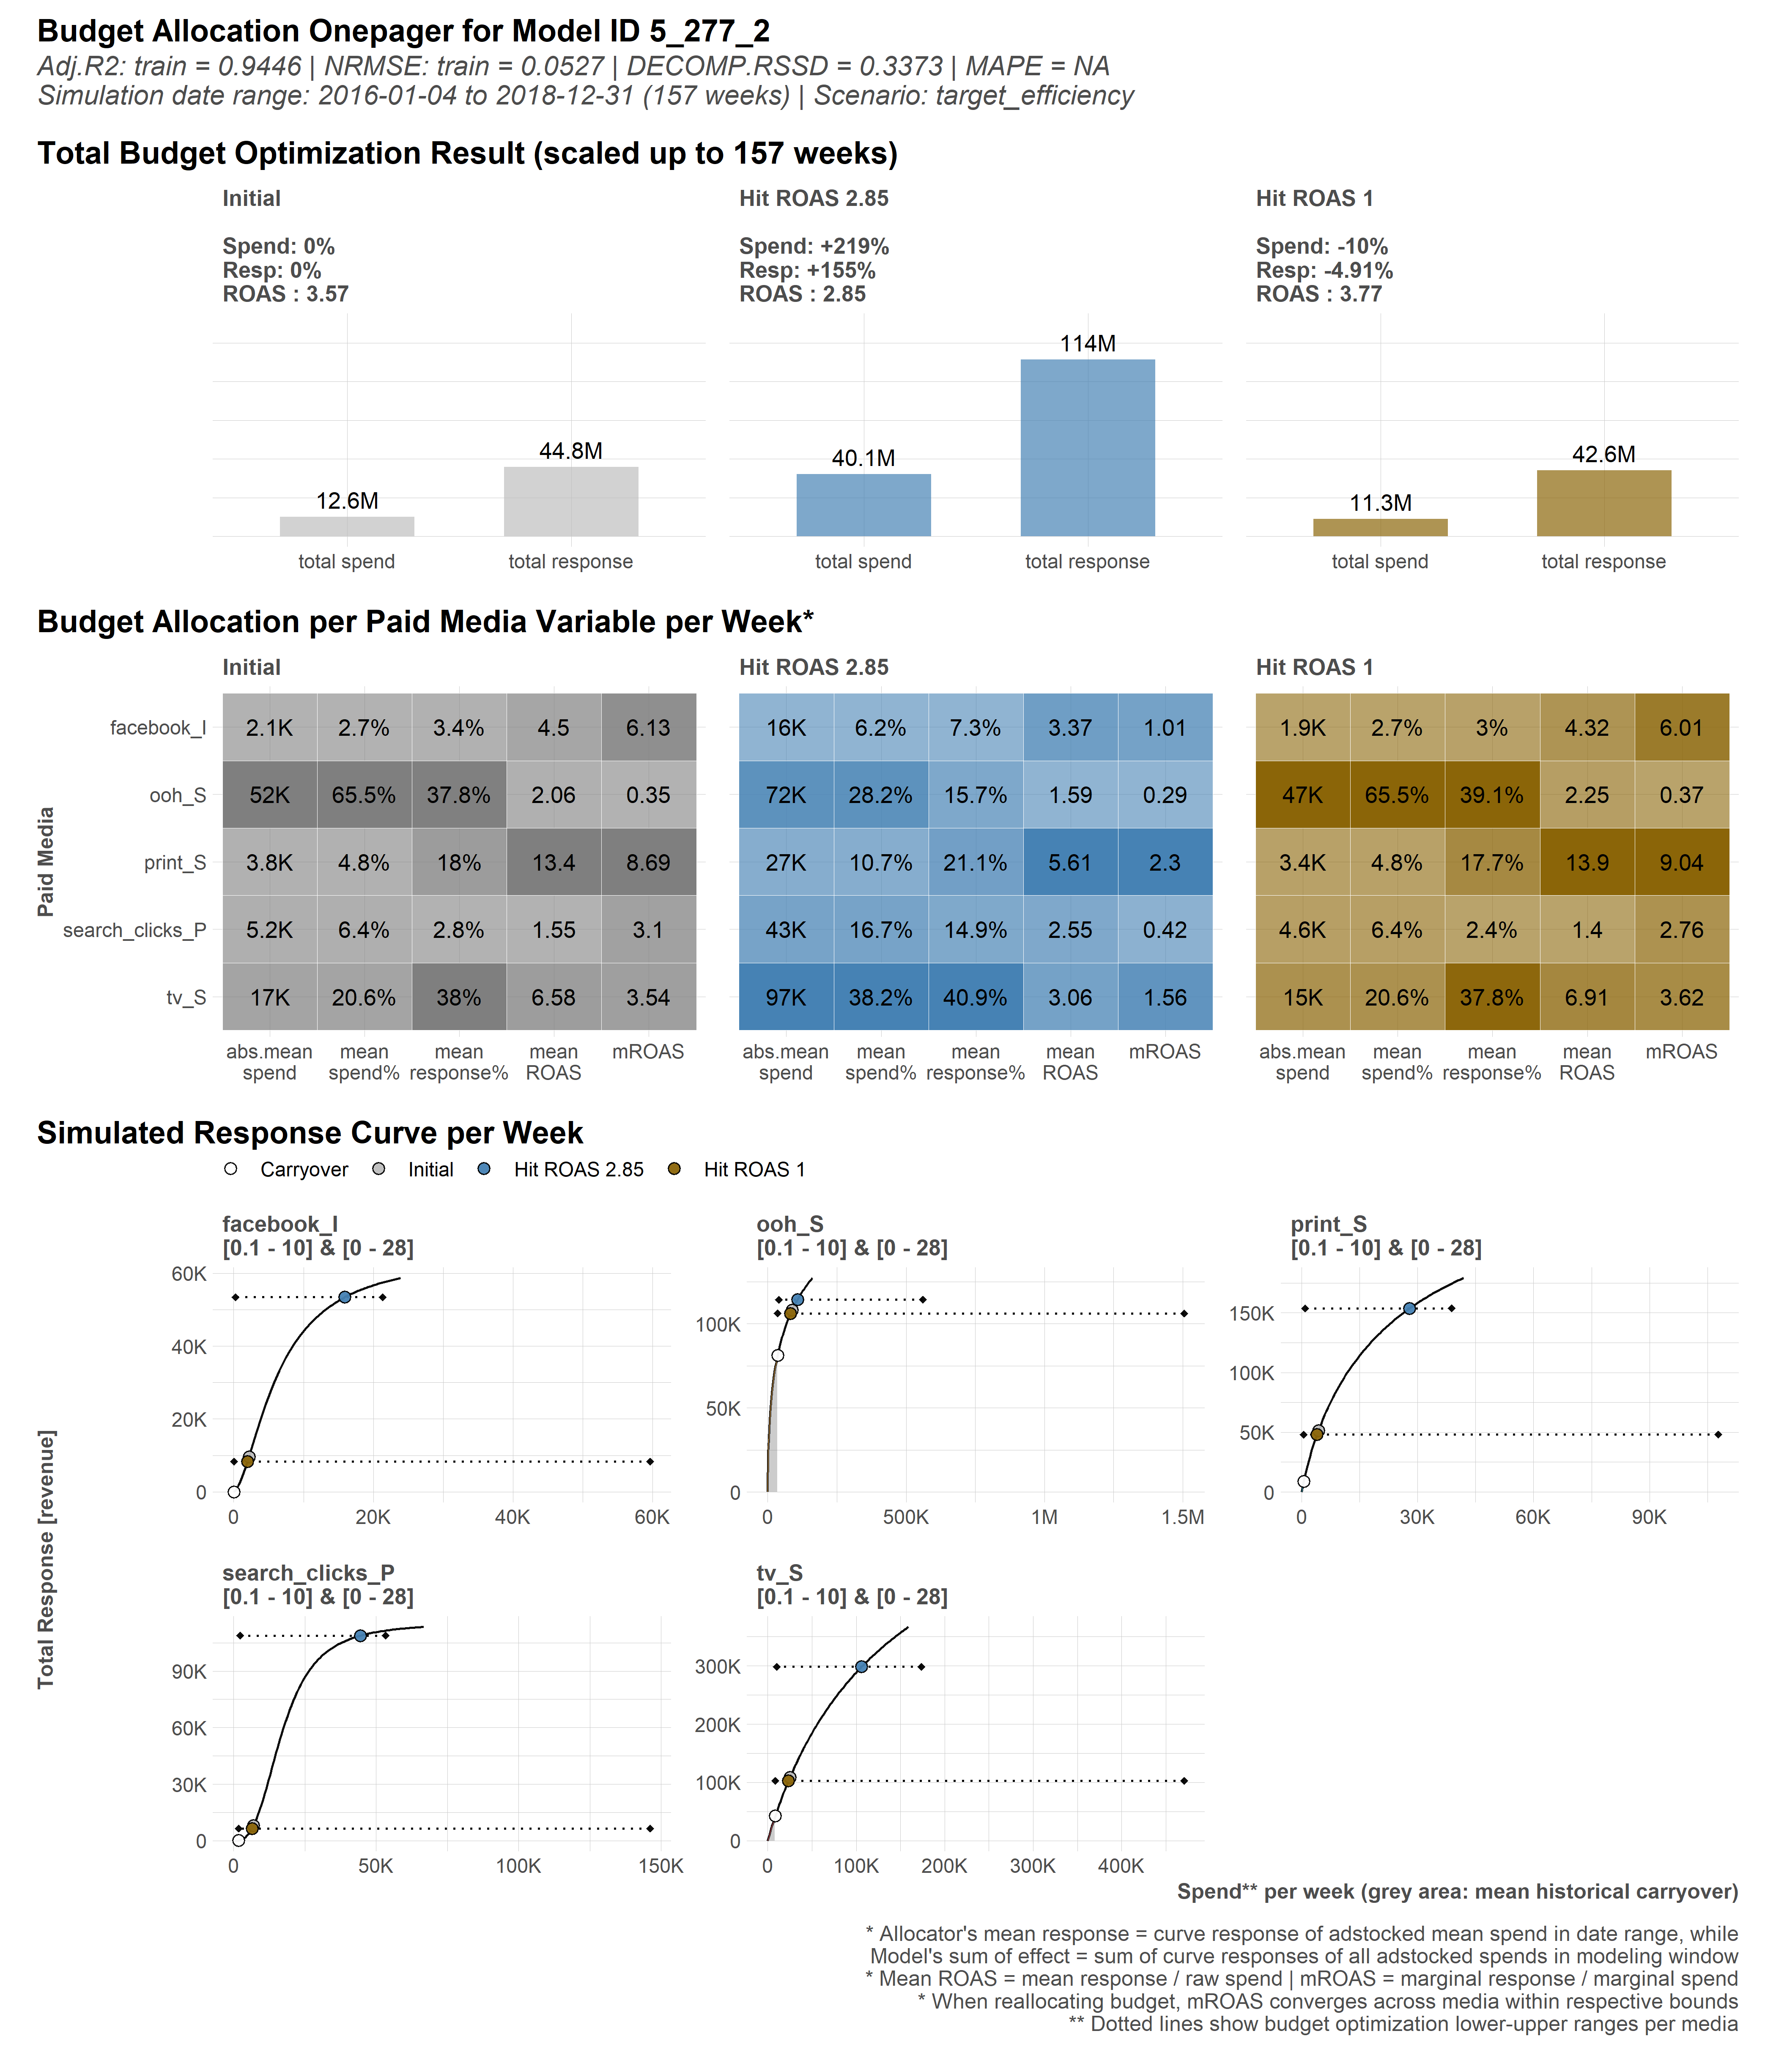 Budget Allocation Onepager for Model ID 5_277_2
Adj.R2: train = 0.9446 | NRMSE: train = 0.0527 | DECOMP.RSSD = 0.3373 | MAPE = NA
Simulation date range: 2016-01-04 to 2018-12-31 (157 weeks) | Scenario: target_efficiency
Total Budget Optimization Result (scaled up to 157 weeks)
Initial
Spend: 0%
Resp: 0%
ROAS : 3.57
12.6M
44.8M
total spend
total response
Hit ROAS 2.85
Spend: +219%
Resp: +155%
ROAS : 2.85
40.1M
114M
total spend
total response
Hit ROAS 1
Spend: -10%
Resp: -4.91%
ROAS : 3.77
11.3M
42.6M
total spend
total response
Budget Allocation per Paid Media Variable per Week*
Paid Media
Initial Hit ROAS 2.85 Hit ROAS 1
facebook_I 2.1K 2.7% 3.4% 4.5 6.13 16K 6.2% 7.3% 3.37 1.01 1.9K 2.7% 3% 4.32 6.01
ooh_S 52K 65.5% 37.8% 2.06 0.35 72K 28.2% 15.7% 1.59 0.29 47K 65.5% 39.1% 2.25 0.37
print_S 3.8K 4.8% 18% 13.4 8.69 27K 10.7% 21.1% 5.61 2.3 3.4K 4.8% 17.7% 13.9 9.04
search_clicks_P 5.2K 6.4% 2.8% 1.55 3.1 43K 16.7% 14.9% 2.55 0.42 4.6K 6.4% 2.4% 1.4 2.76
tv_S 17K 20.6% 38% 6.58 3.54 97K 38.2% 40.9% 3.06 1.56 15K 20.6% 37.8% 6.91 3.62
abs.mean mean mean mean mROAS abs.mean mean mean mean mROAS abs.mean mean mean mean mROAS
spend spend% response% ROAS spend spend% response% ROAS spend spend% response% ROAS
Simulated Response Curve per Week
Carryover Initial Hit ROAS 2.85 Hit ROAS 1
Total Response [revenue]
facebook_I
[0.1 - 10] & [0 - 28]
60K
40K
20K
0
0 20K 40K 60K
ooh_S
[0.1 - 10] & [0 - 28]
100K
50K
0
0 500K 1M 1.5M
print_S
[0.1 - 10] & [0 - 28]
150K
100K
50K
0
0 30K 60K 90K
search_clicks_P
[0.1 - 10] & [0 - 28]
90K
60K
30K
0
0 50K 100K 150K
tv_S
[0.1 - 10] & [0 - 28]
300K
200K
100K
0
0 100K 200K 300K 400K
Spend** per week (grey area: mean historical carryover)
* Allocator's mean response = curve response of adstocked mean spend in date range, while
Model's sum of effect = sum of curve responses of all adstocked spends in modeling window
* Mean ROAS = mean response / raw spend | mROAS = marginal response / marginal spend
* When reallocating budget, mROAS converges across media within respective bounds
** Dotted lines show budget optimization lower-upper ranges per media